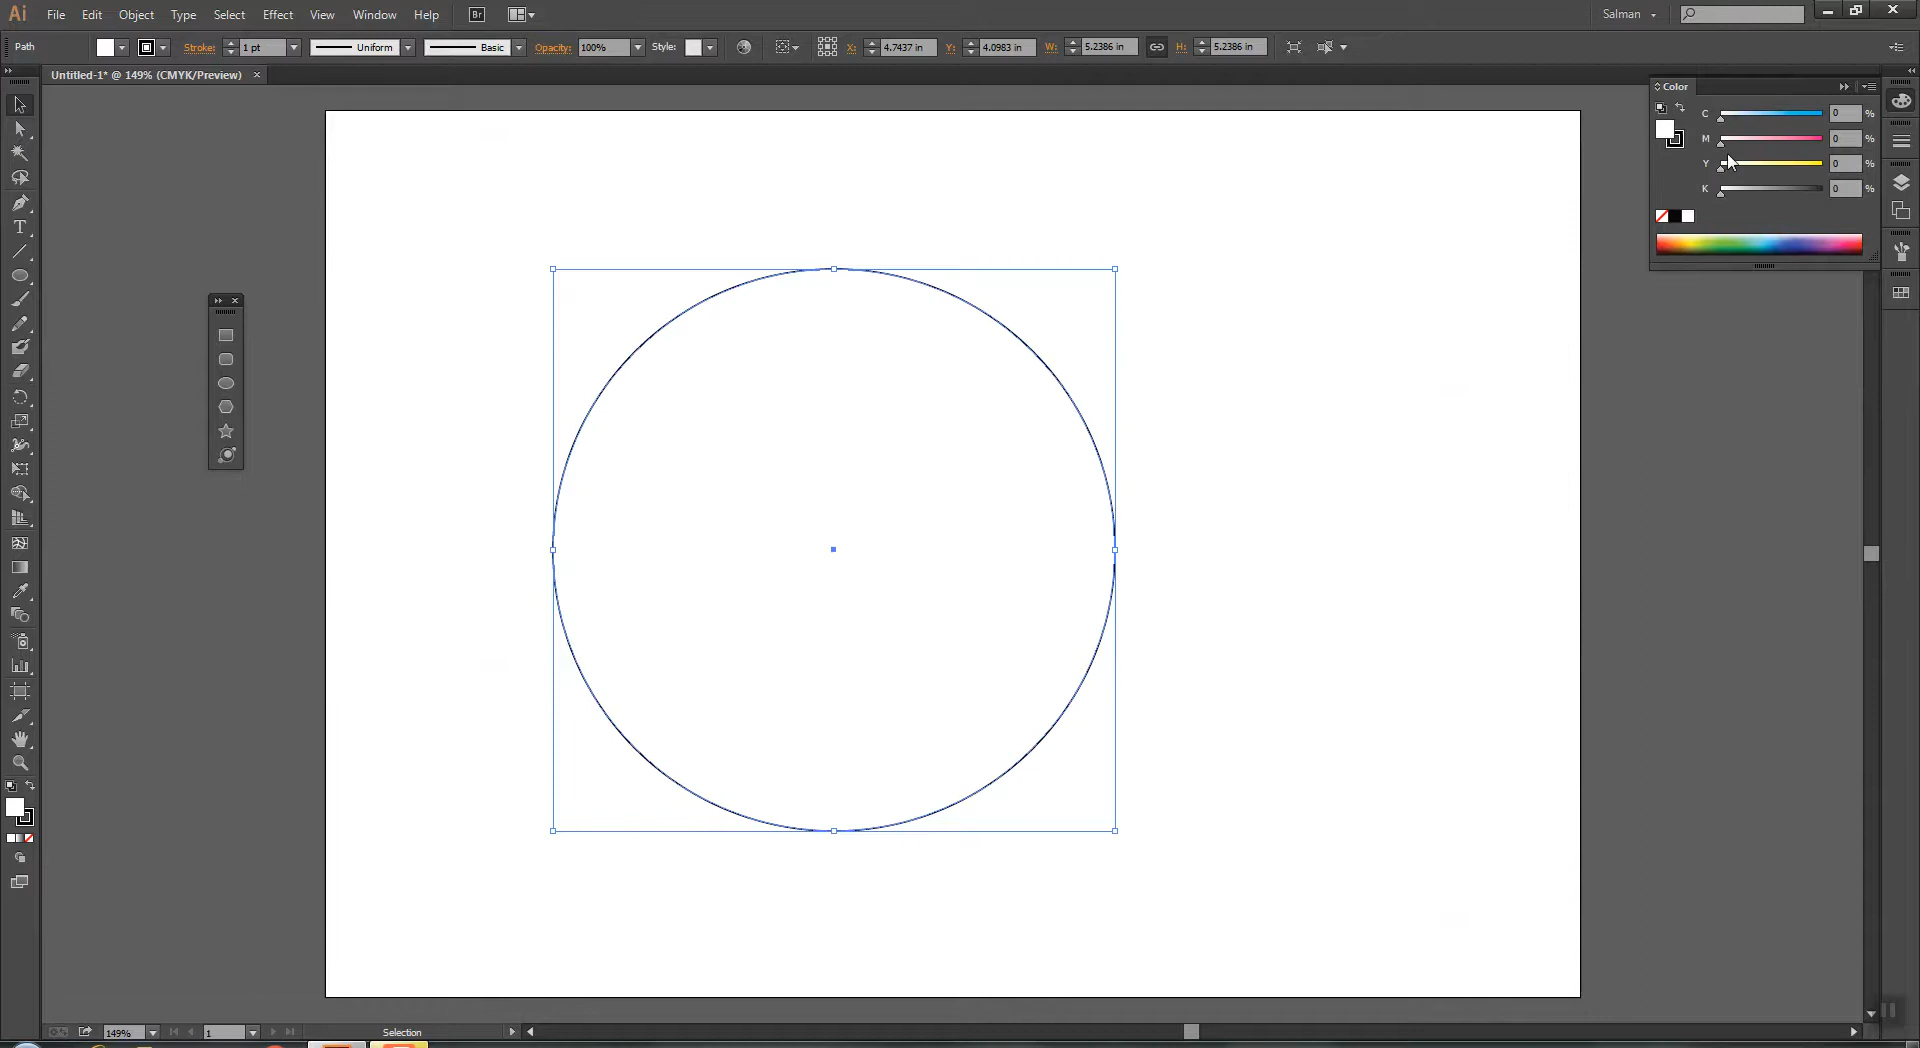 Ai File Edit Object Type Select Effect View Window Help Br Salman
Path Stroke: 1 pt Uniform Basic Opacity: 100% Style: X: 4.7437 in Y: 4.0983 in W: 5.2386 in H: 5.2386 in
Untitled-1* @ 149% (CMYK/Preview)
Color
C 0 %
M 0 %
Y 0 %
K 0 %
T
149% 1 Selection